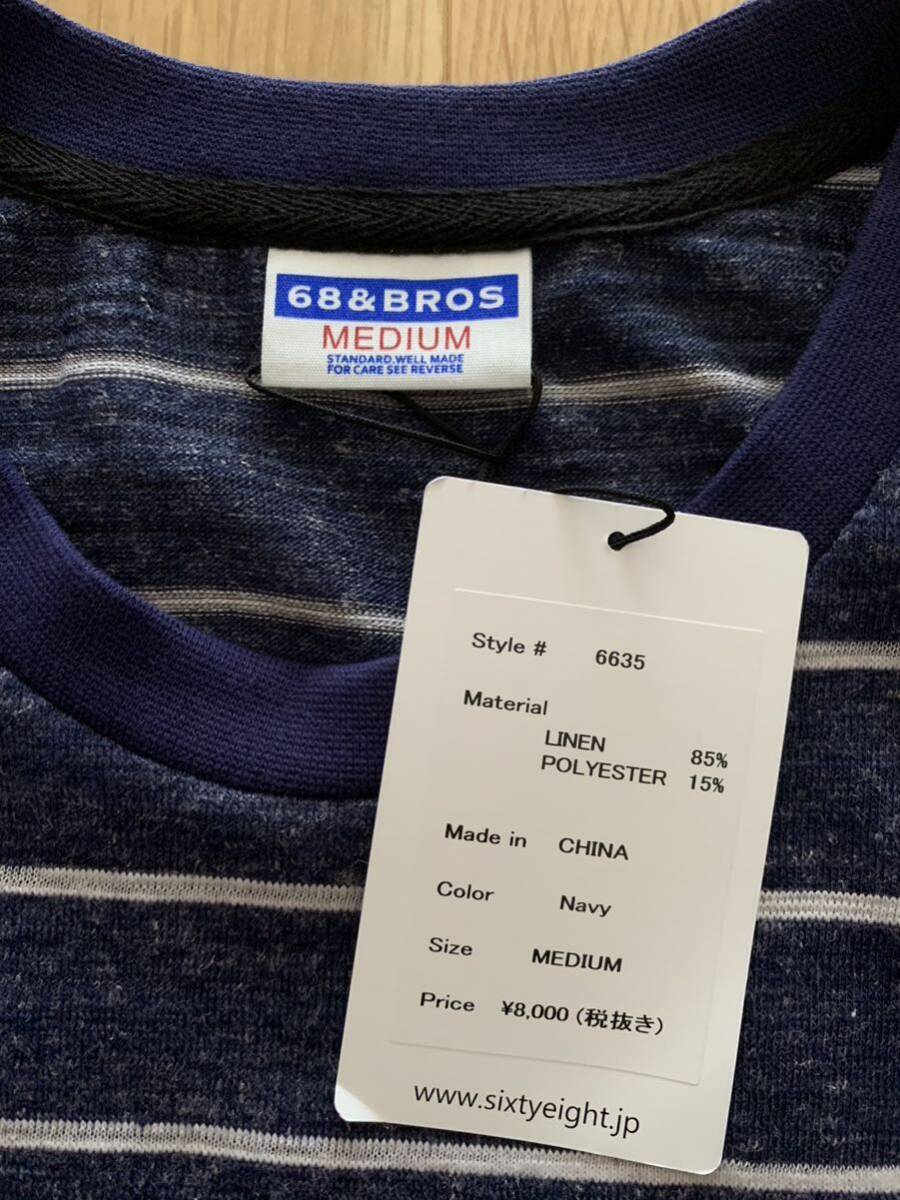 68&BROS
MEDIUM
STANDARD.WELL MADE
FOR CARE SEE REVERSE
Style # 6635
Material
LINEN 85%
POLYESTER 15%
Made in CHINA
Color Navy
Size MEDIUM
Price ¥8,000 (税抜き)
www.sixtyeight.jp